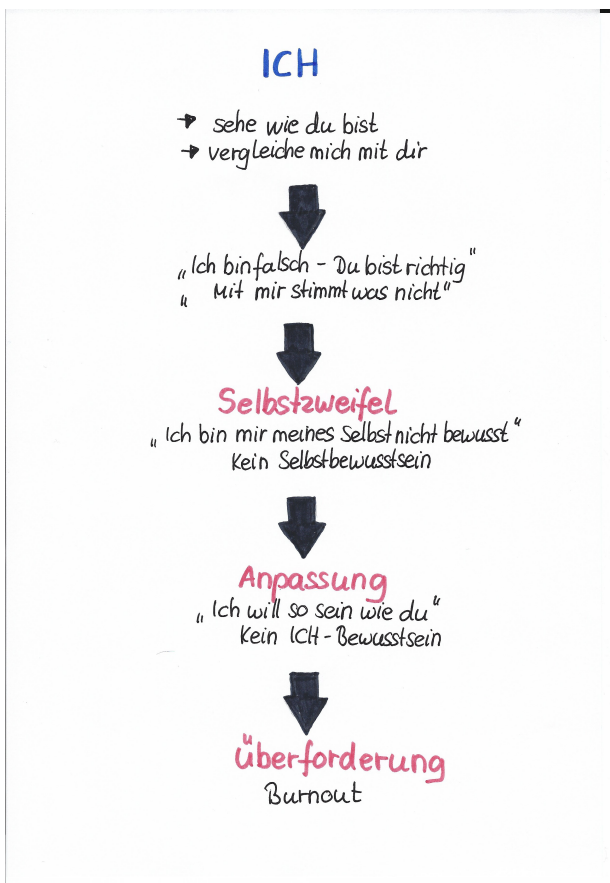 ICH
→ sehe wie du bist
→ vergleiche mich mit dir
„Ich bin falsch - Du bist richtig"
„ Mit mir stimmt was nicht"
Selbstzweifel
„Ich bin mir meines Selbst nicht bewusst"
Kein Selbstbewusstsein
Anpassung
„Ich will so sein wie du"
Kein ICH-Bewusstsein
Überforderung
Burnout